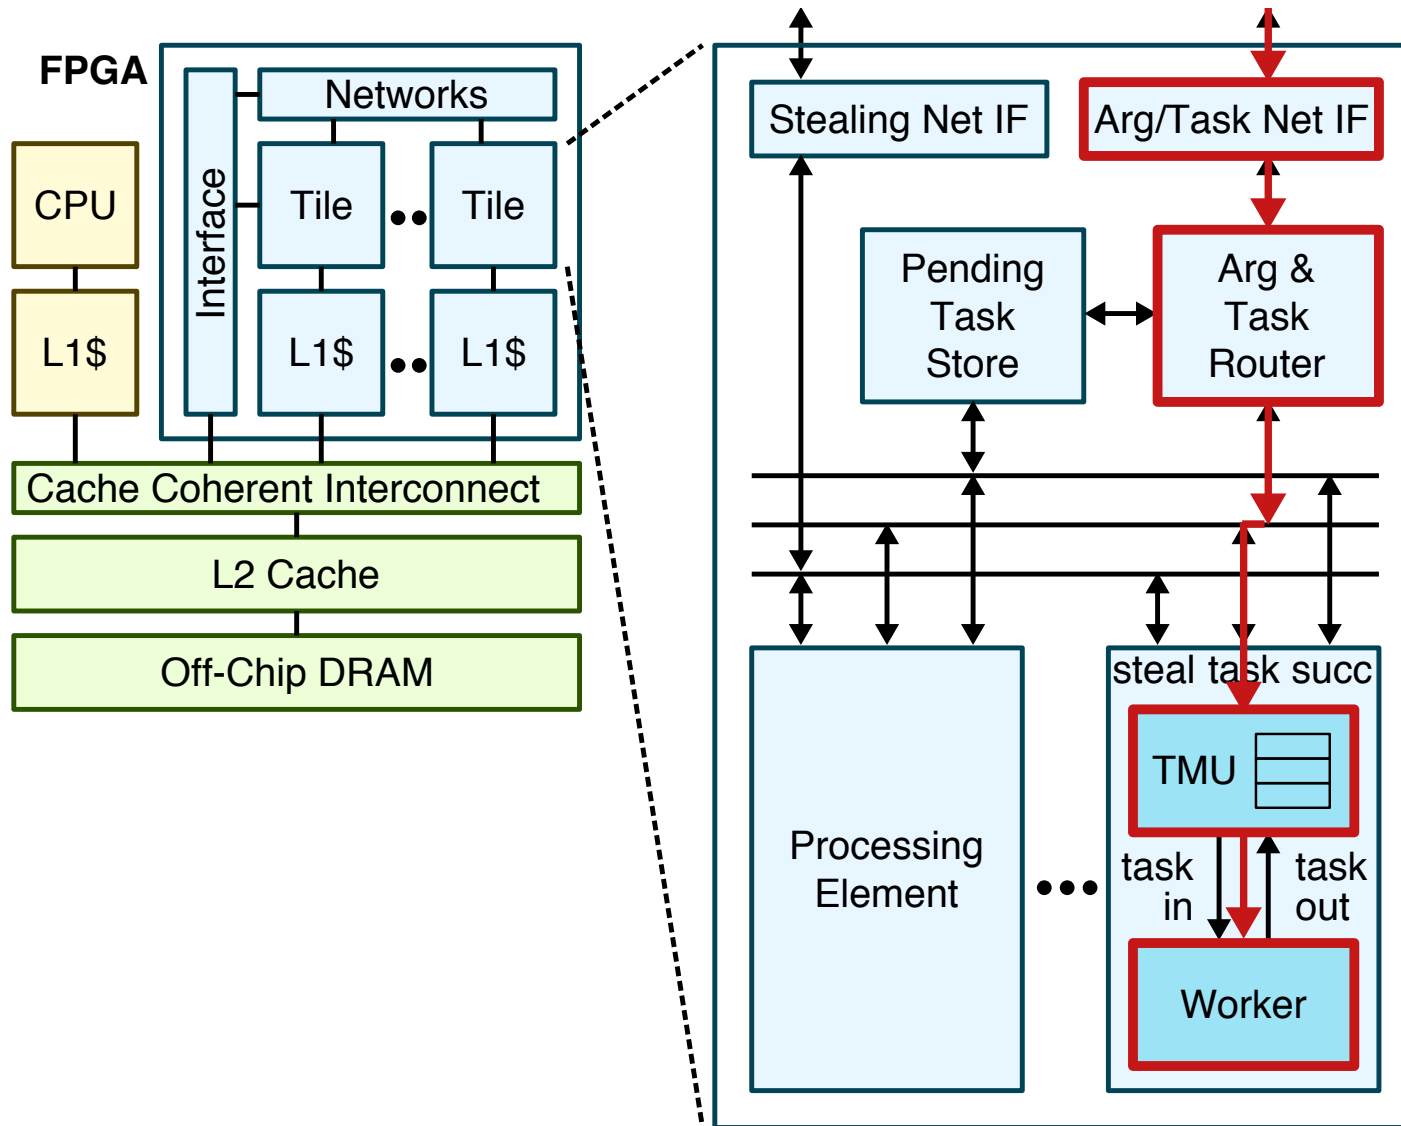 FPGA
Networks
Interface
CPU
Tile
Tile
L1$
L1$
L1$
Cache Coherent Interconnect
L2 Cache
Off-Chip DRAM
Stealing Net IF
Arg/Task Net IF
Pending
Task
Store
Arg &
Task
Router
Processing
Element
steal task succ
TMU
task
in
task
out
Worker